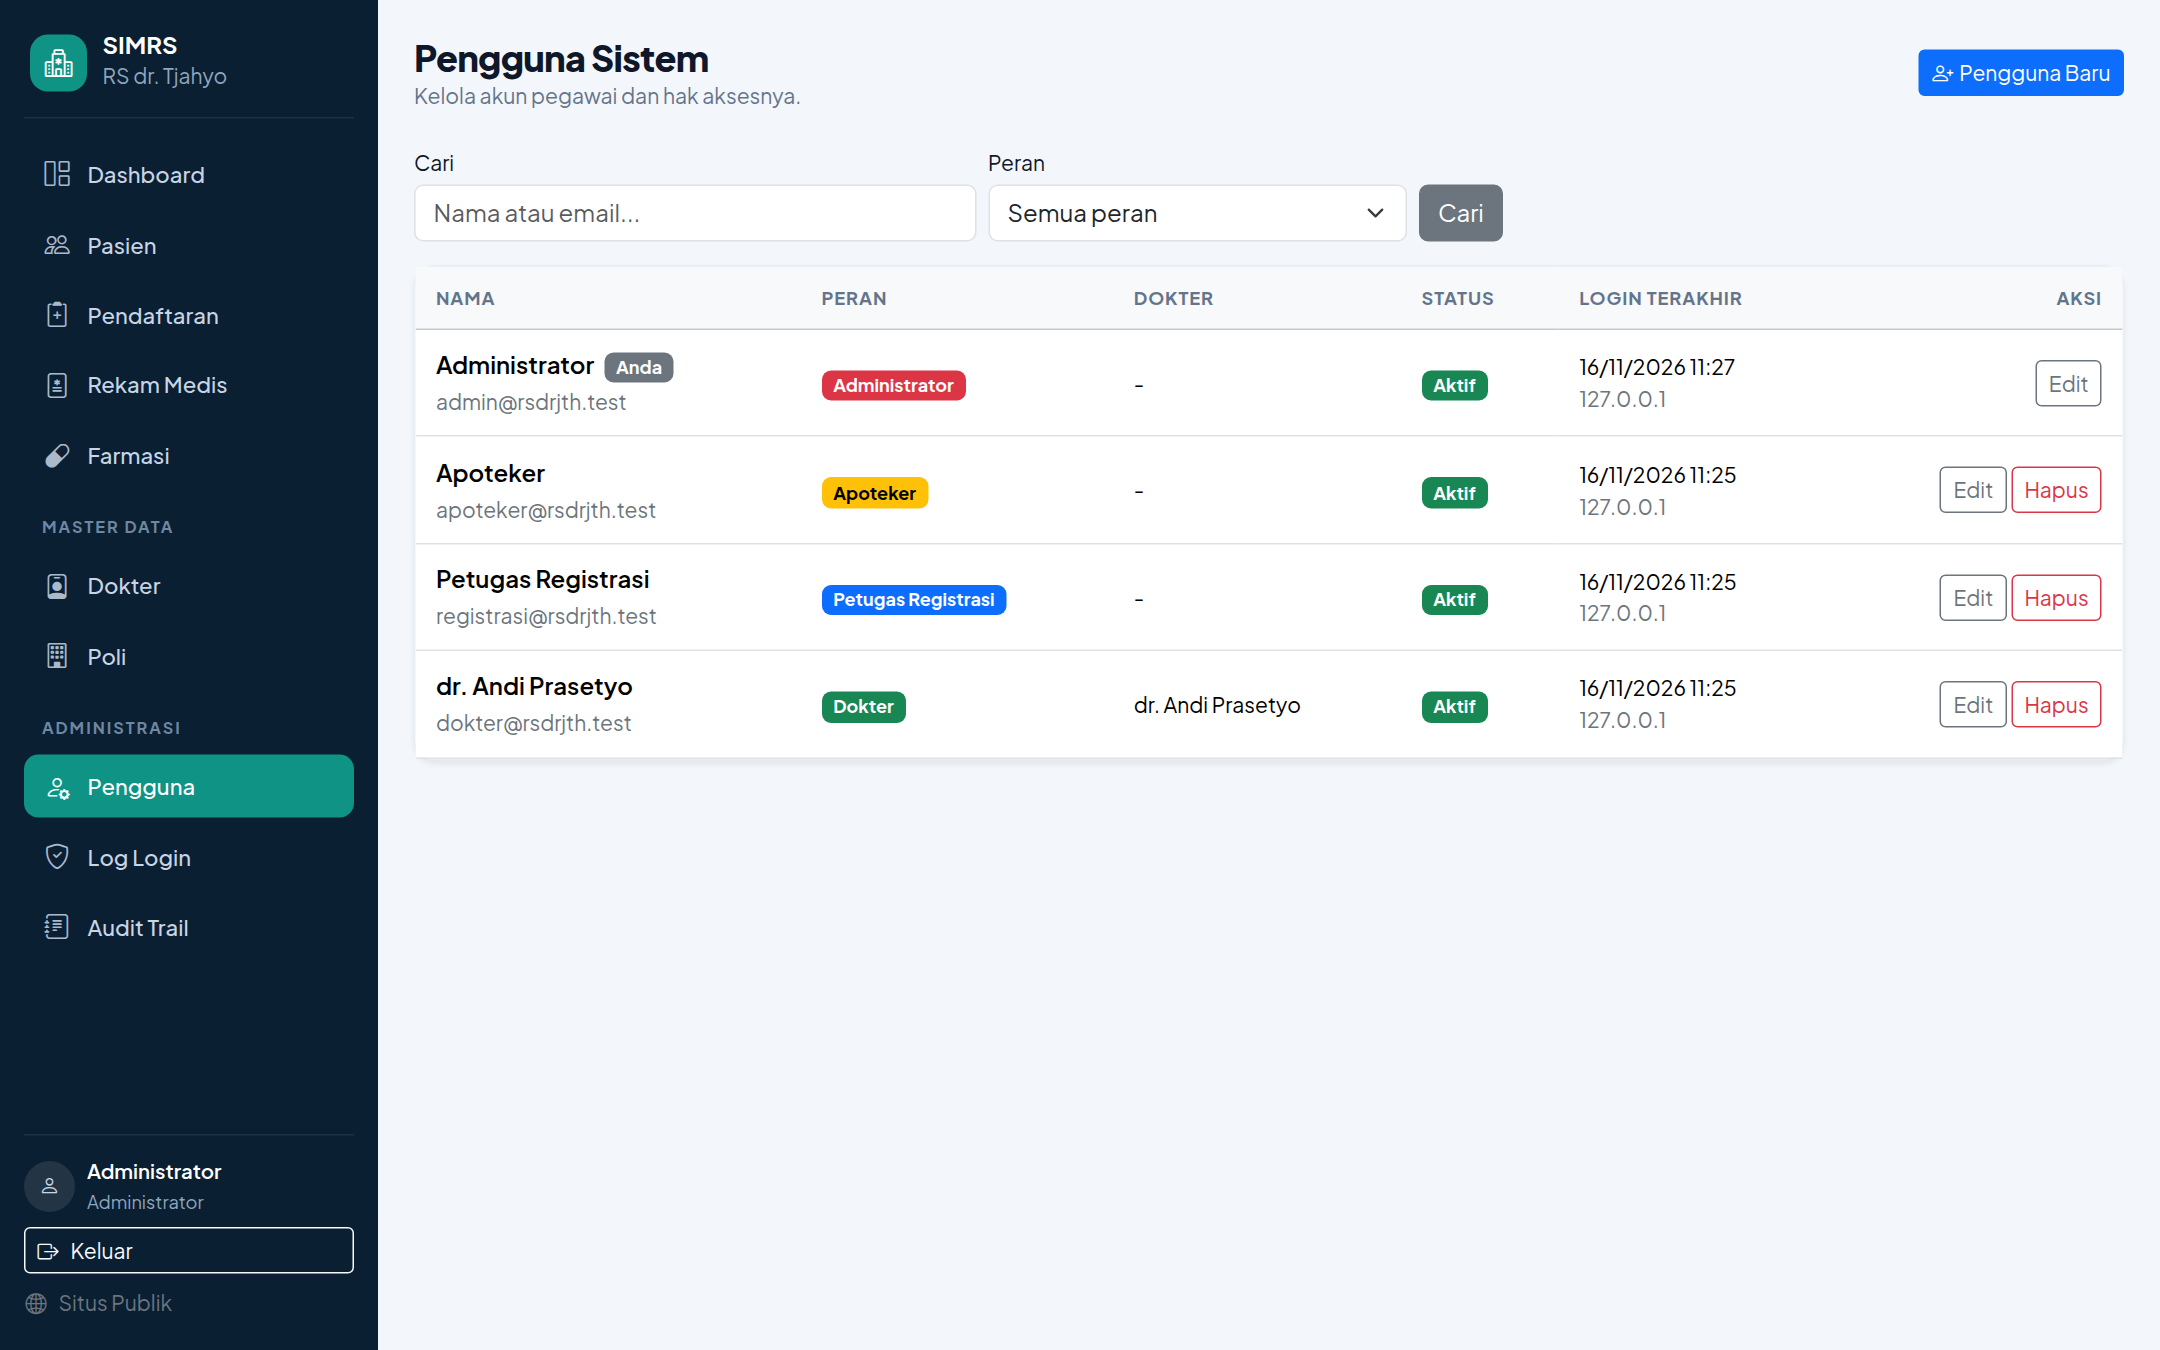 SIMRS
RS dr. Tjahyo
Dashboard
Pasien
Pendaftaran
Rekam Medis
Farmasi
MASTER DATA
Dokter
Poli
ADMINISTRASI
Pengguna
Log Login
Audit Trail
Administrator
Administrator
Keluar
Situs Publik
Pengguna Sistem
Kelola akun pegawai dan hak aksesnya.
Pengguna Baru
Cari
Peran
Nama atau email...
Semua peran
Cari
NAMA PERAN DOKTER STATUS LOGIN TERAKHIR AKSI
Administrator Anda
admin@rsdrjth.test
Administrator
-
Aktif
16/11/2026 11:27
127.0.0.1
Edit
Apoteker
apoteker@rsdrjth.test
Apoteker
-
Aktif
16/11/2026 11:25
127.0.0.1
Edit Hapus
Petugas Registrasi
registrasi@rsdrjth.test
Petugas Registrasi
-
Aktif
16/11/2026 11:25
127.0.0.1
Edit Hapus
dr. Andi Prasetyo
dokter@rsdrjth.test
Dokter
dr. Andi Prasetyo
Aktif
16/11/2026 11:25
127.0.0.1
Edit Hapus